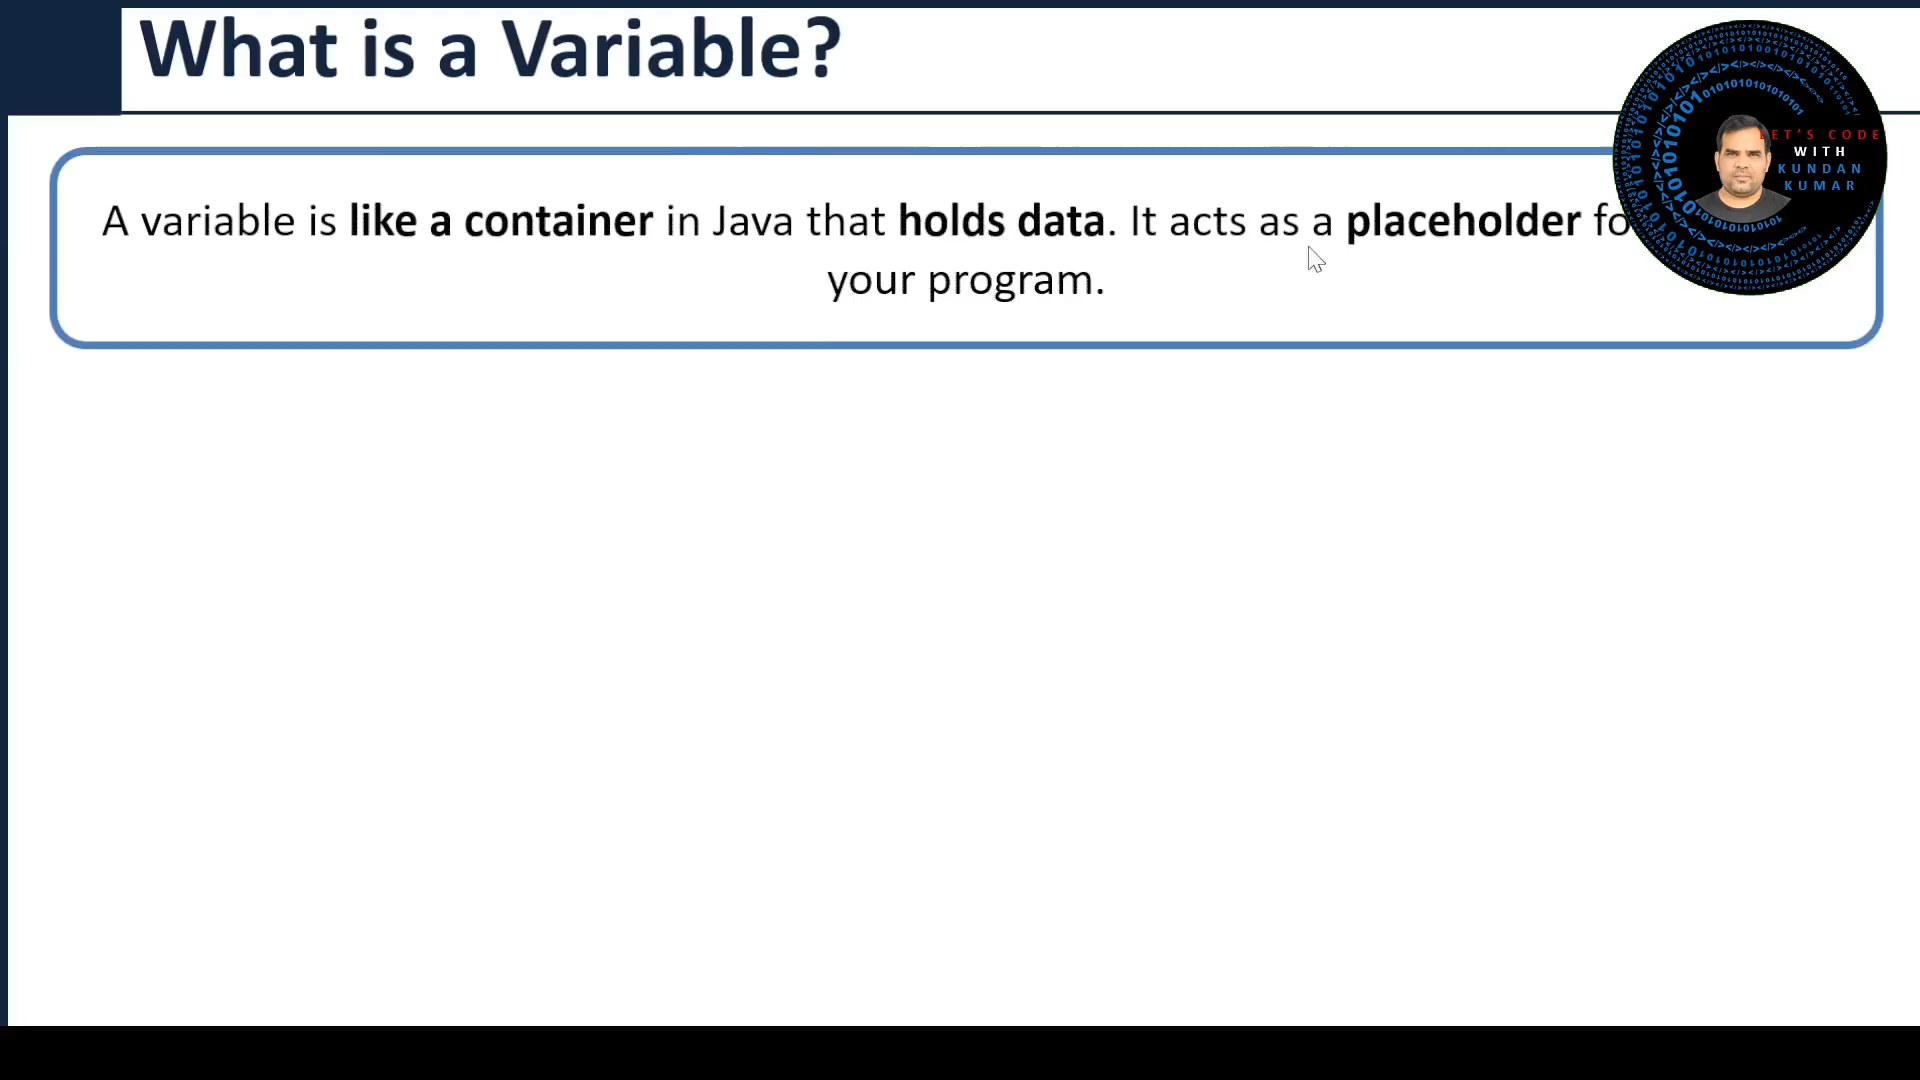 What is a Variable?
A variable is like a container in Java that holds data. It acts as a placeholder
your program.
LET'S CODE
WITH
KUNDAN
KUMAR